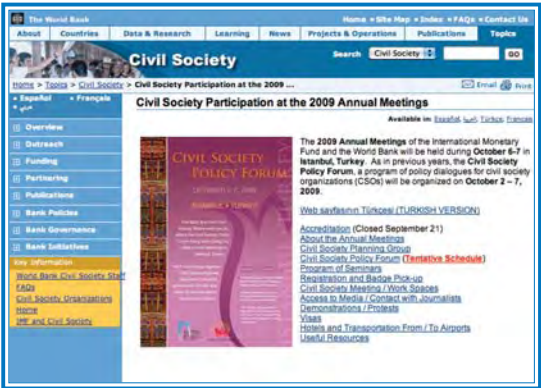 The World Bank
Home • Site Map • Index • FAQs • Contact Us
About Countries Data & Research Learning News Projects & Operations Publications Topics
Civil Society
Search Civil Society GO
Home > Topics > Civil Society > Civil Society Participation at the 2009 ...
Email Print
• Español • Français
• عربي
Overview
Outreach
Funding
Partnering
Publications
Bank Policies
Bank Governance
Bank Initiatives
Key Information
World Bank Civil Society Staff
FAQs
Civil Society Organizations
Home
IMF and Civil Society
Civil Society Participation at the 2009 Annual Meetings
Available in: Español, العربية, Türkçe, Français
CIVIL SOCIETY
POLICY FORUM
The 2009 Annual Meetings of the International Monetary
Fund and the World Bank will be held during October 6-7 in
Istanbul, Turkey. As in previous years, the Civil Society
Policy Forum, a program of policy dialogues for civil society
organizations (CSOs) will be organized on October 2 – 7,
2009.
Web sayfasının Türkçesi (TURKISH VERSION)
Accreditation (Closed September 21)
About the Annual Meetings
Civil Society Planning Group
Civil Society Policy Forum (Tentative Schedule)
Program of Seminars
Registration and Badge Pick-up
Civil Society Meeting / Work Spaces
Access to Media / Contact with Journalists
Demonstrations / Protests
Visas
Hotels and Transportation From / To Airports
Useful Resources